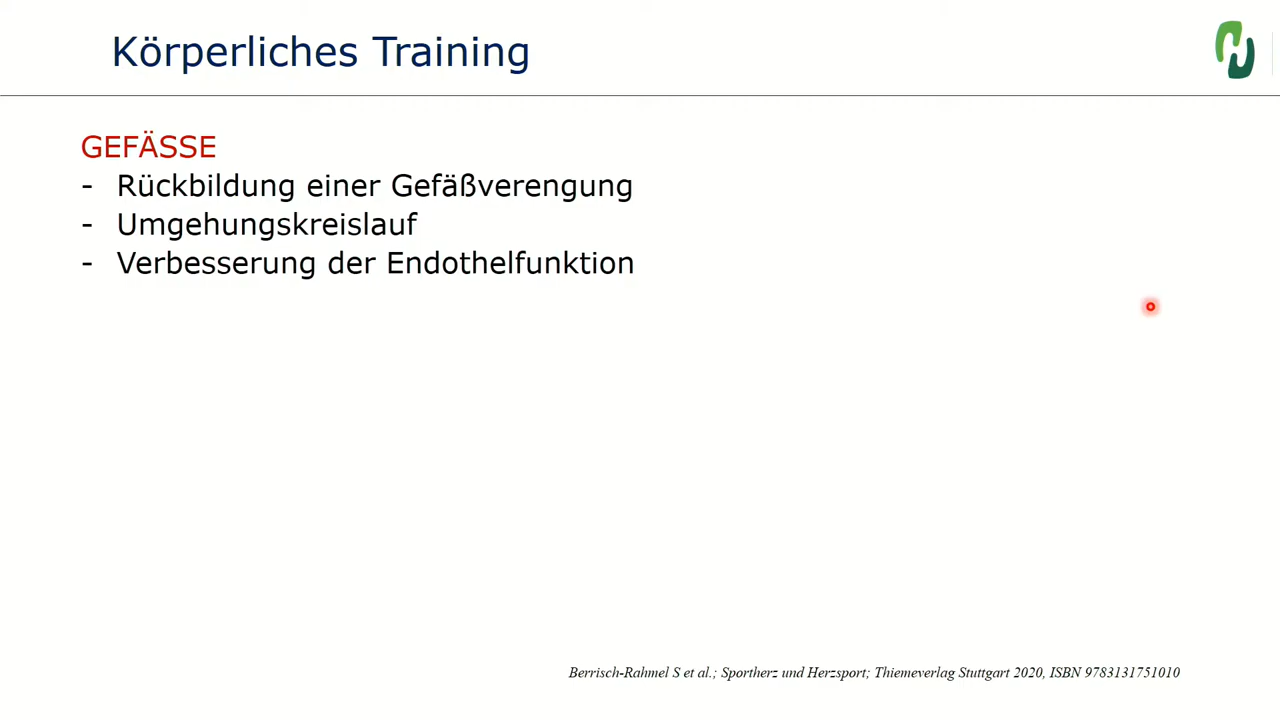 Körperliches Training
GEFÄSSE
- Rückbildung einer Gefäßverengung
- Umgehungskreislauf
- Verbesserung der Endothelfunktion
Berrisch-Rahmel S et al.; Sportherz und Herzsport; Thiemeverlag Stuttgart 2020, ISBN 9783131751010